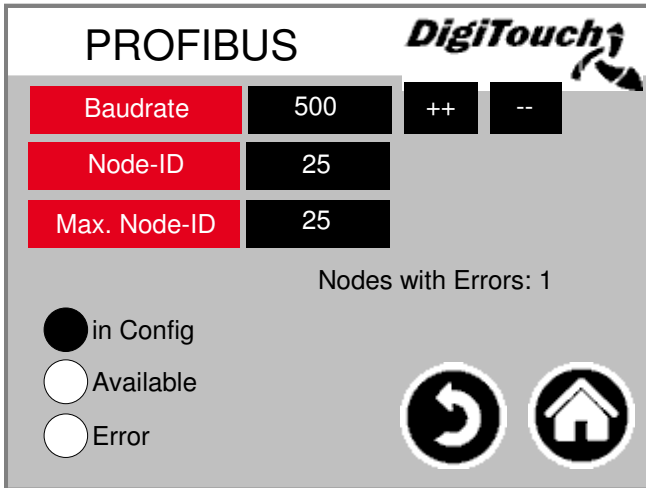 PROFIBUS DigiTouch
Baudrate 500 ++ --
Node-ID 25
Max. Node-ID 25
Nodes with Errors: 1
in Config
Available
Error